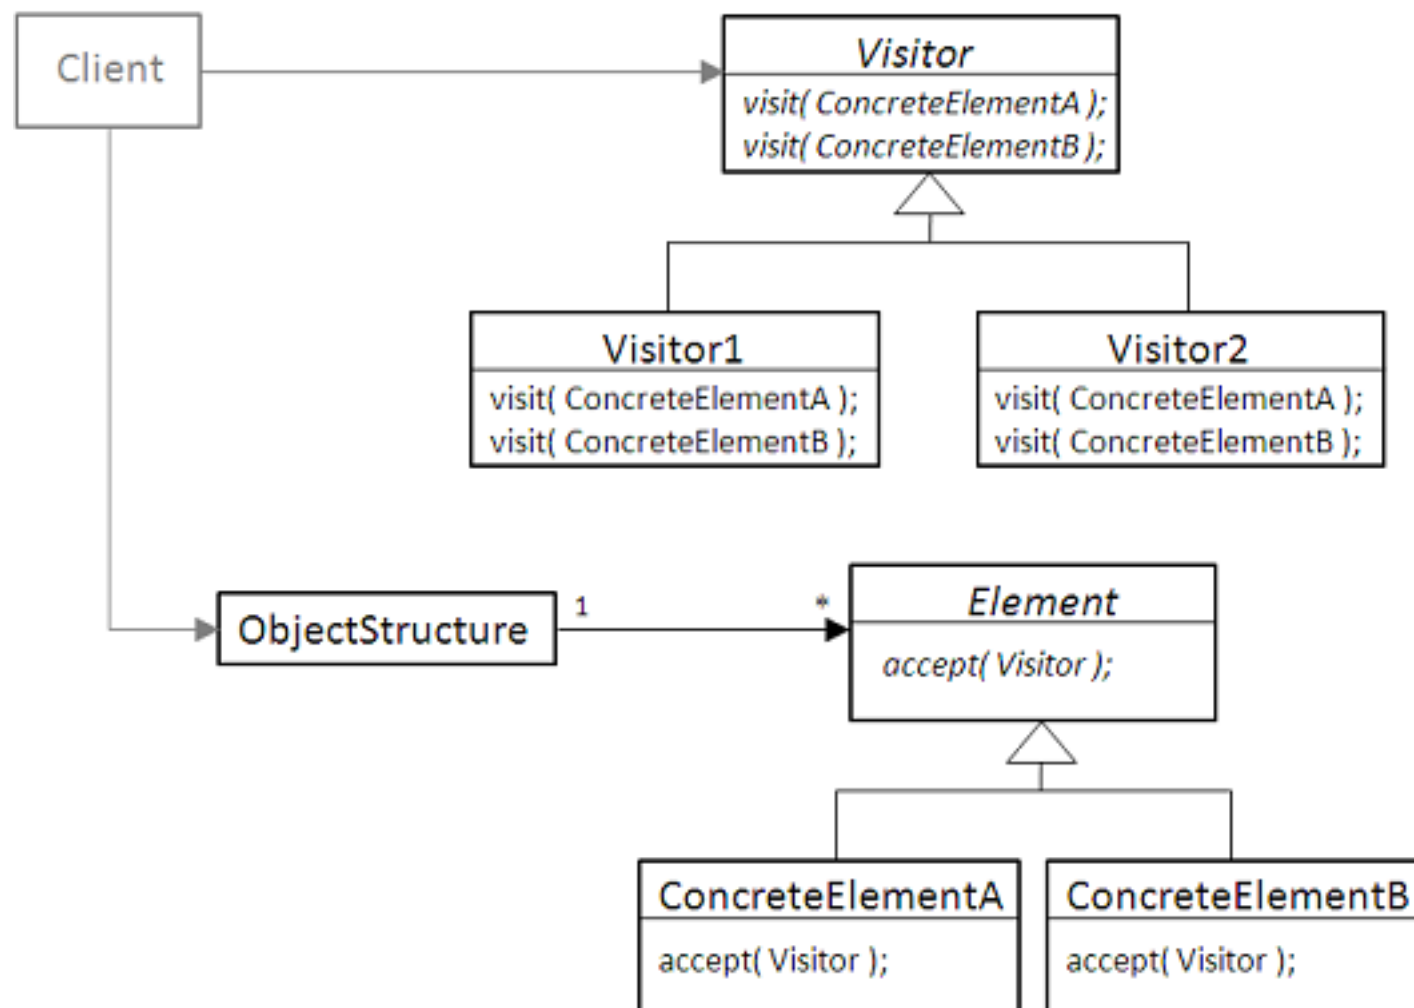 Client
Visitor
visit( ConcreteElementA );
visit( ConcreteElementB );
Visitor1
visit( ConcreteElementA );
visit( ConcreteElementB );
Visitor2
visit( ConcreteElementA );
visit( ConcreteElementB );
ObjectStructure
1
*
Element
accept( Visitor );
ConcreteElementA
accept( Visitor );
ConcreteElementB
accept( Visitor );